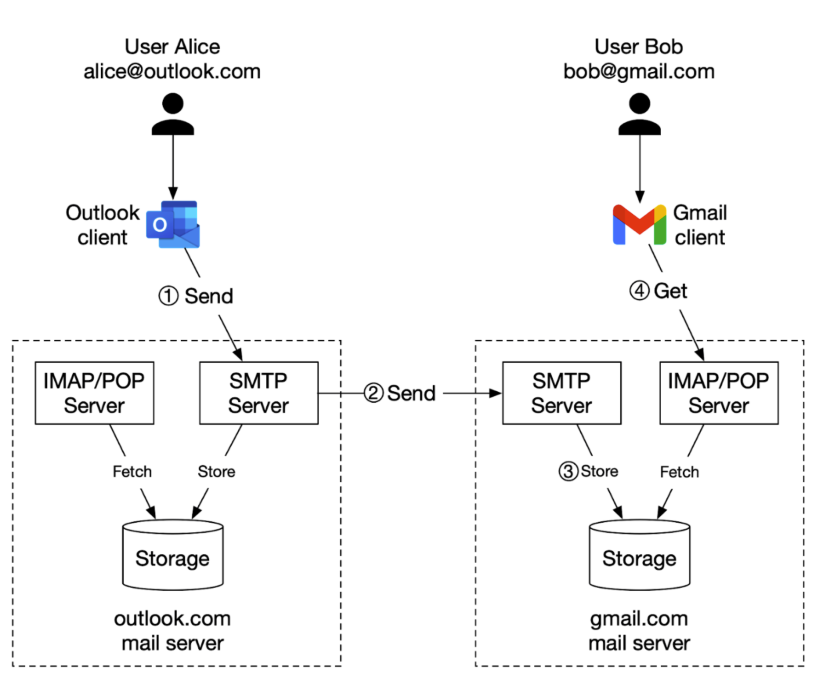 User Alice
alice@outlook.com
User Bob
bob@gmail.com
Outlook
client
O
Gmail
client
① Send
④ Get
IMAP/POP
Server
SMTP
Server
② Send
SMTP
Server
IMAP/POP
Server
Fetch
Store
③ Store
Fetch
Storage
Storage
outlook.com
mail server
gmail.com
mail server